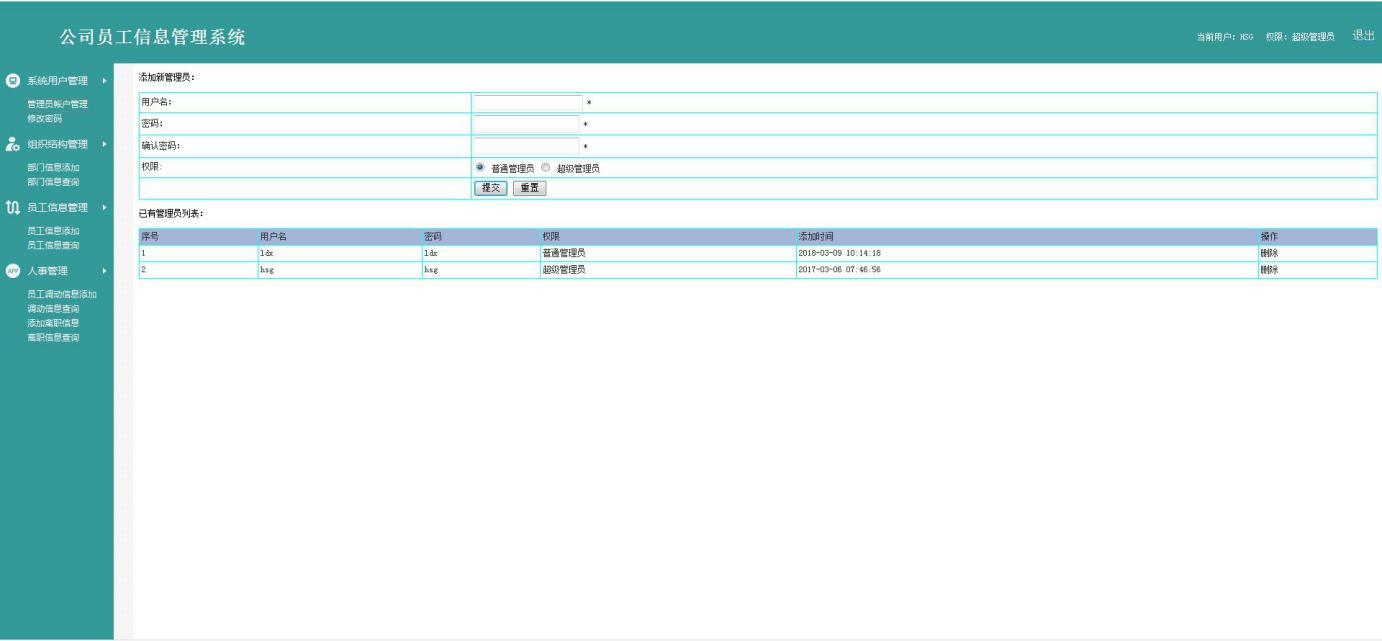 公司员工信息管理系统
当前用户: HSG 权限: 超级管理员 退出
系统用户管理
管理员帐户管理
修改密码
组织结构管理
部门信息添加
部门信息查询
员工信息管理
员工信息添加
员工信息查询
APP 人事管理
员工调动信息添加
调动信息查询
添加离职信息
离职信息查询
添加新管理员:
用户名: *
密码: *
确认密码: *
权限: 普通管理员 超级管理员
提交 重置
已有管理员列表:
序号 用户名 密码 权限 添加时间 操作
1 ldx ldx 普通管理员 2018-03-09 10:14:18 删除
2 hsg hsg 超级管理员 2017-03-06 07:46:56 删除